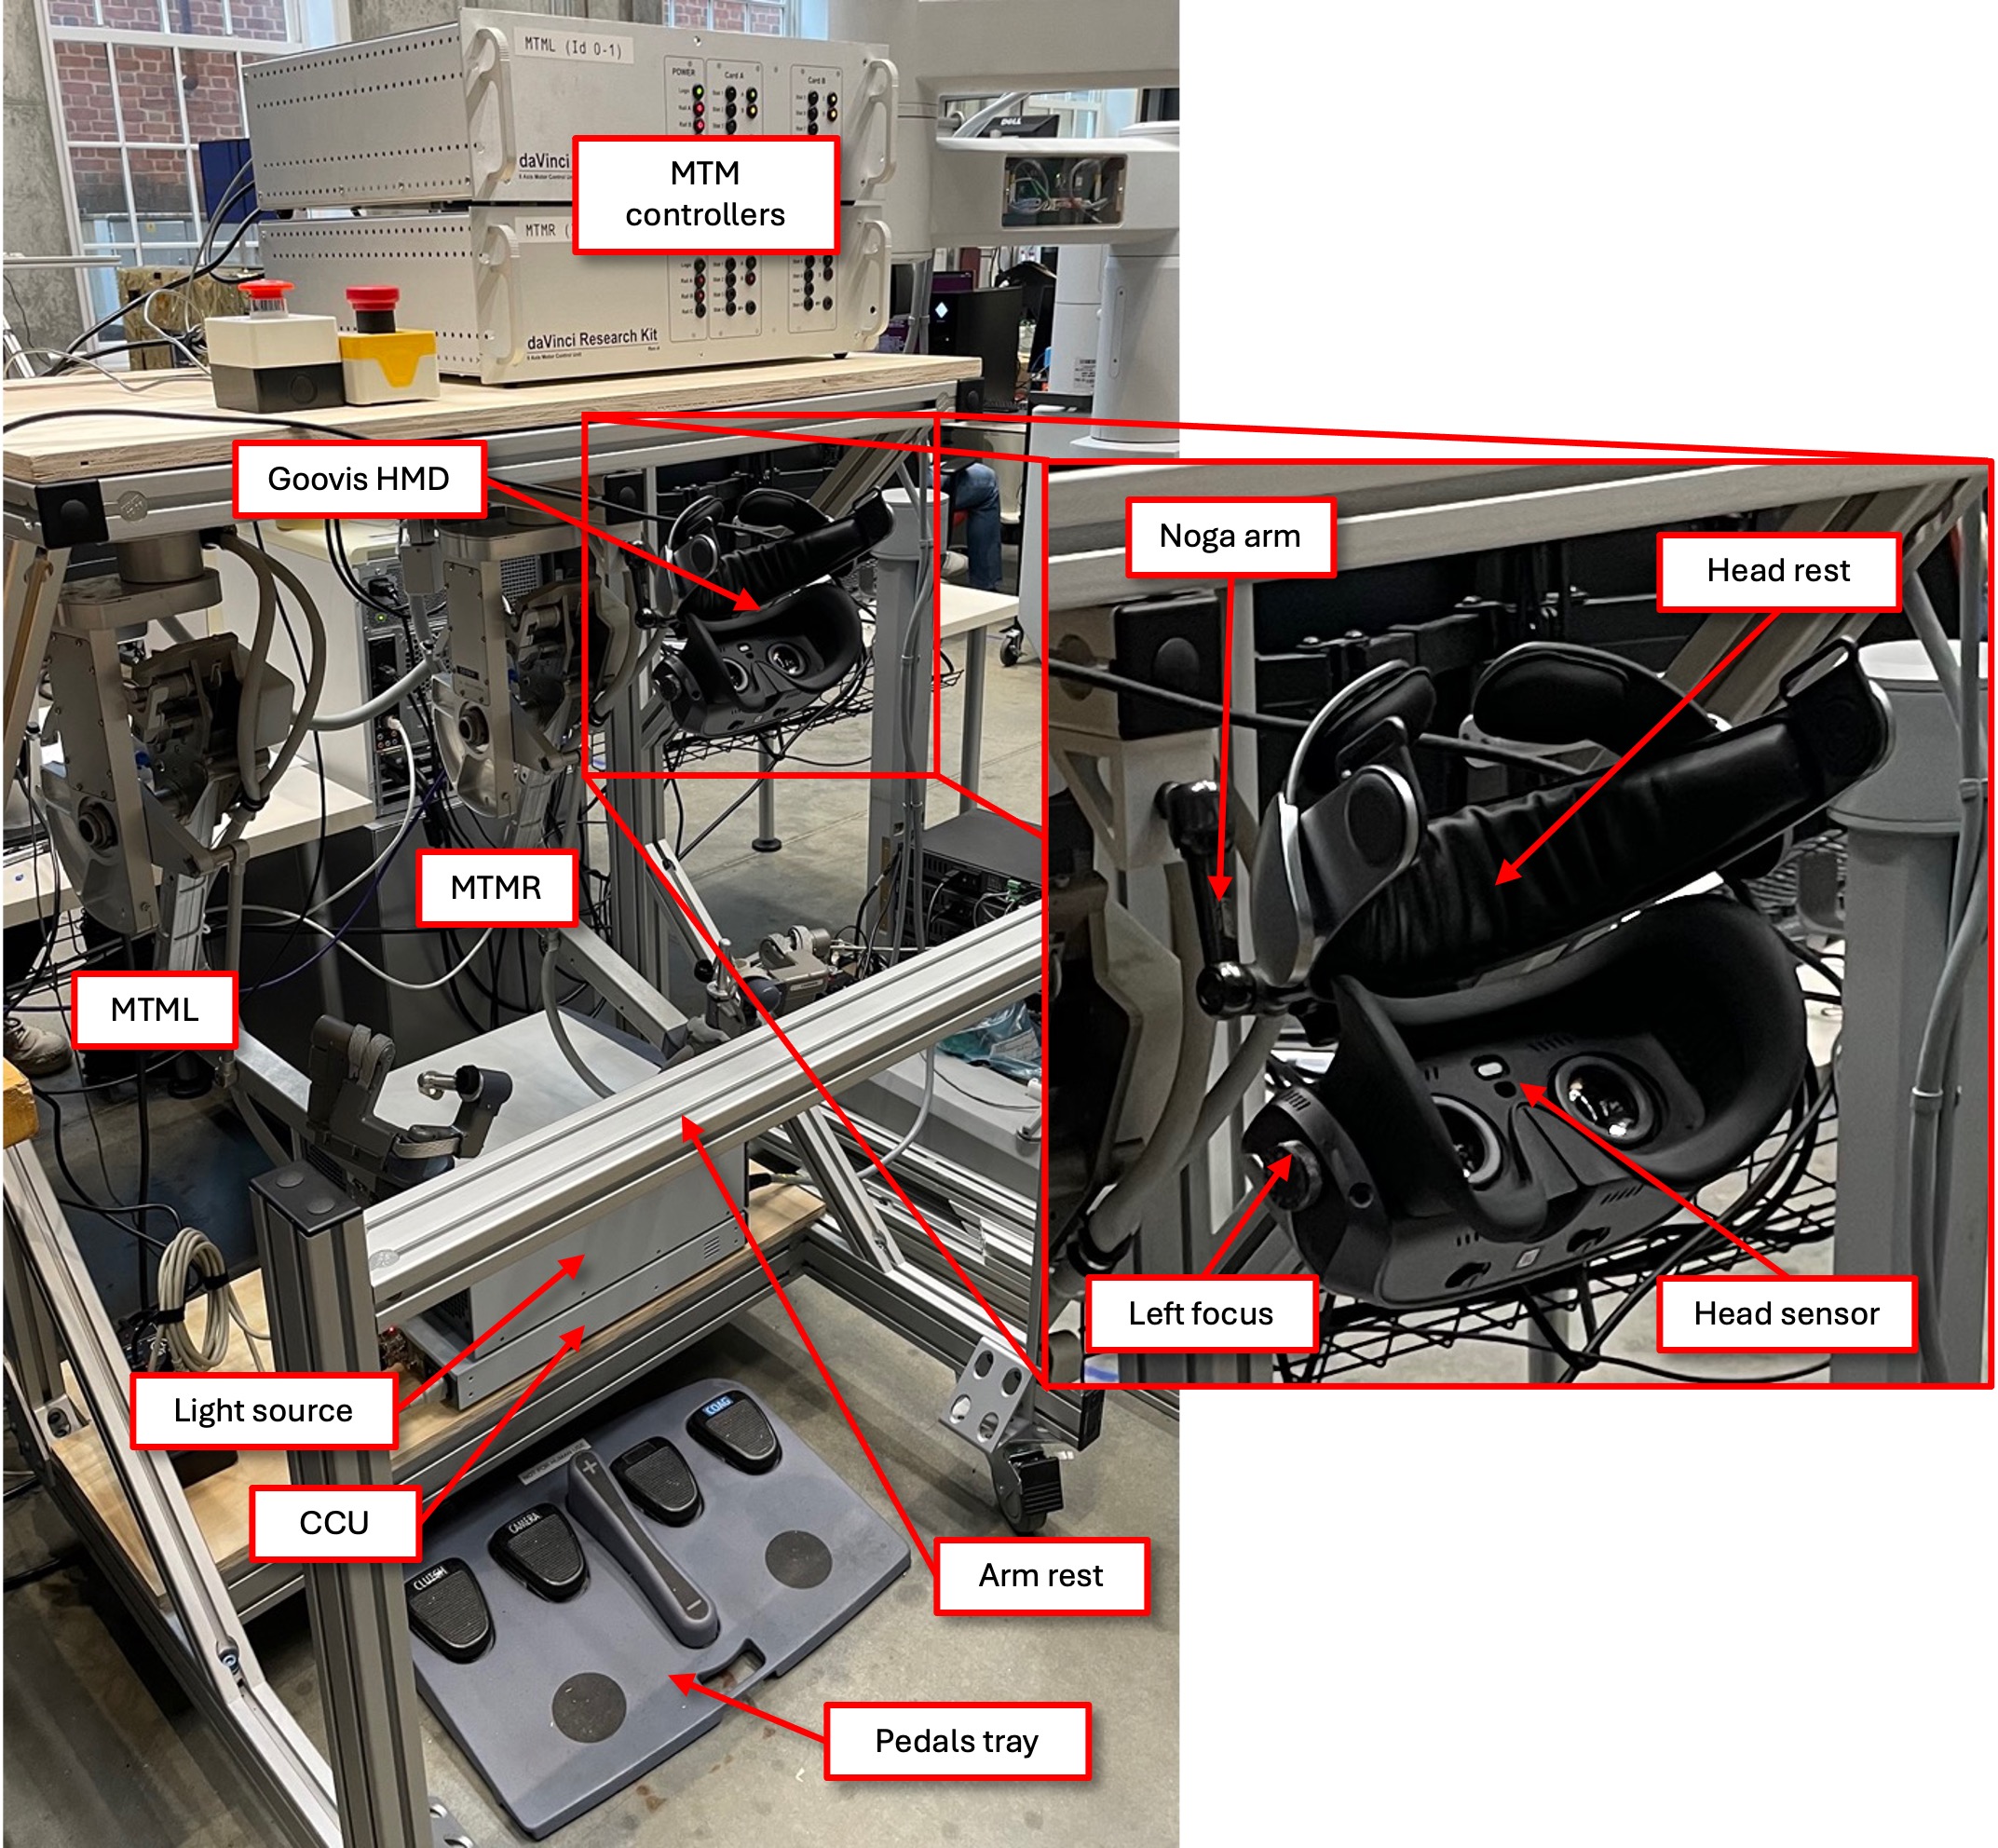 MTML (Id 0-1)
POWER
Card A
Card B
daVinci
MTM
controllers
MTMR (
daVinci Research Kit
DELL
Goovis HMD
Noga arm
Head rest
MTMR
MTML
Left focus
Head sensor
Light source
COAG
CCU
CAMERA
CLUTCH
Arm rest
Pedals tray